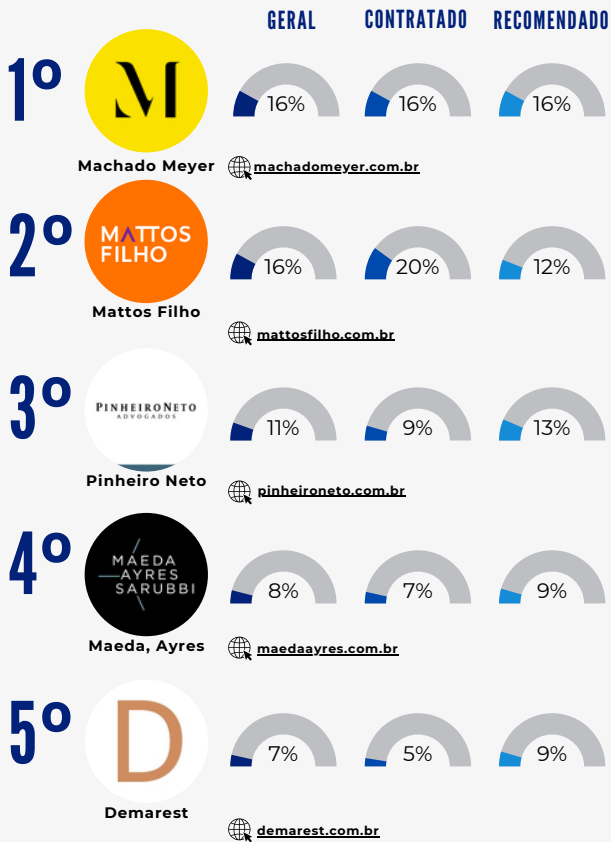 GERAL CONTRATADO RECOMENDADO
1º
M
16% 16% 16%
Machado Meyer
machadomeyer.com.br
2º
MATTOS
FILHO
16% 20% 12%
Mattos Filho
mattosfilho.com.br
3º
PINHEIRONETO
ADVOGADOS
11% 9% 13%
Pinheiro Neto
pinheironeto.com.br
4º
MAEDA
AYRES
SARUBBI
8% 7% 9%
Maeda, Ayres
maedaayres.com.br
5º
D
7% 5% 9%
Demarest
demarest.com.br